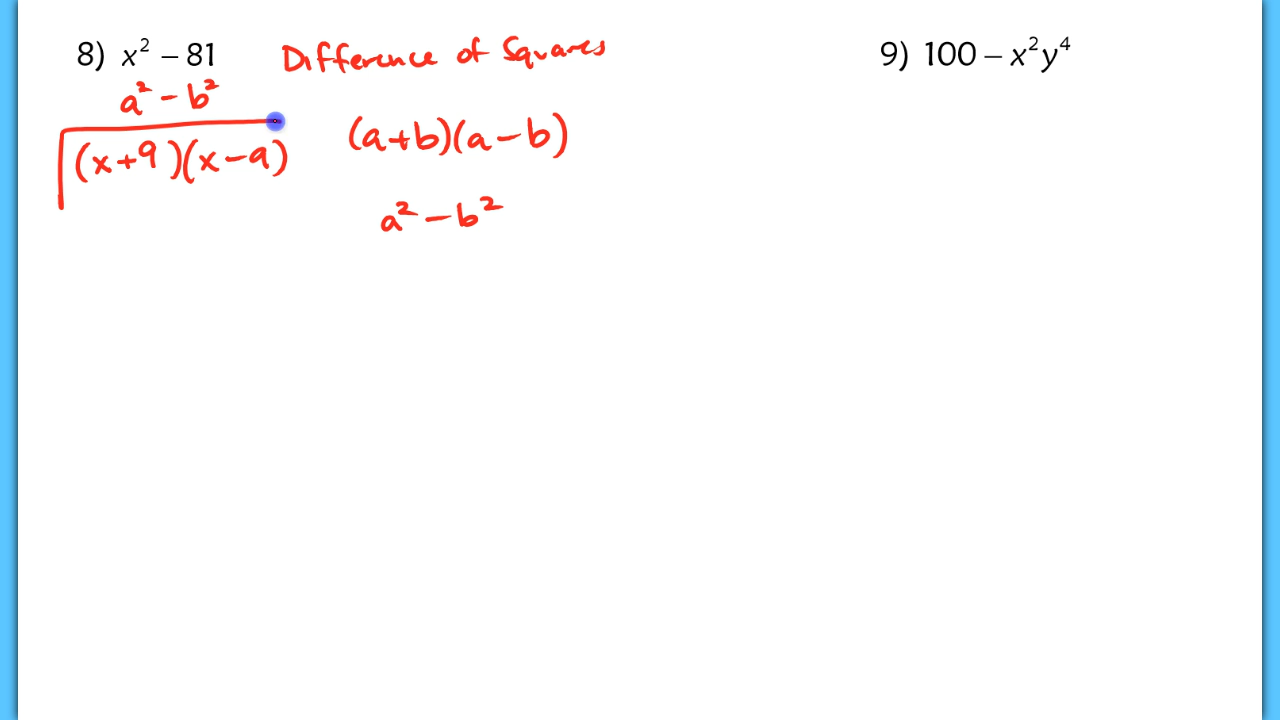 8) x² – 81 Difference of Squares
a² – b²
(x+9)(x–9) (a+b)(a–b)
a² – b²
9) 100 – x²y⁴